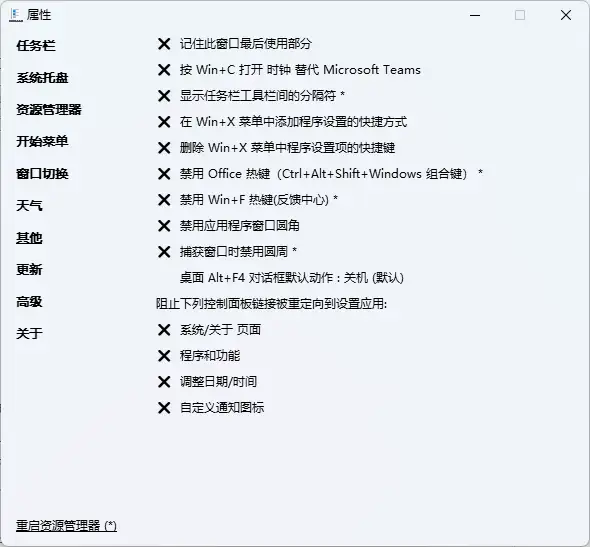 属性
任务栏
系统托盘
资源管理器
开始菜单
窗口切换
天气
其他
更新
高级
关于
记住此窗口最后使用部分
按 Win+C 打开 时钟 替代 Microsoft Teams
显示任务栏工具栏间的分隔符 *
在 Win+X 菜单中添加程序设置的快捷方式
删除 Win+X 菜单中程序设置项的快捷键
禁用 Office 热键（Ctrl+Alt+Shift+Windows 组合键） *
禁用 Win+F 热键(反馈中心) *
禁用应用程序窗口圆角
捕获窗口时禁用圆周 *
桌面 Alt+F4 对话框默认动作 : 关机 (默认)
阻止下列控制面板链接被重定向到设置应用:
系统/关于 页面
程序和功能
调整日期/时间
自定义通知图标
重启资源管理器 (*)